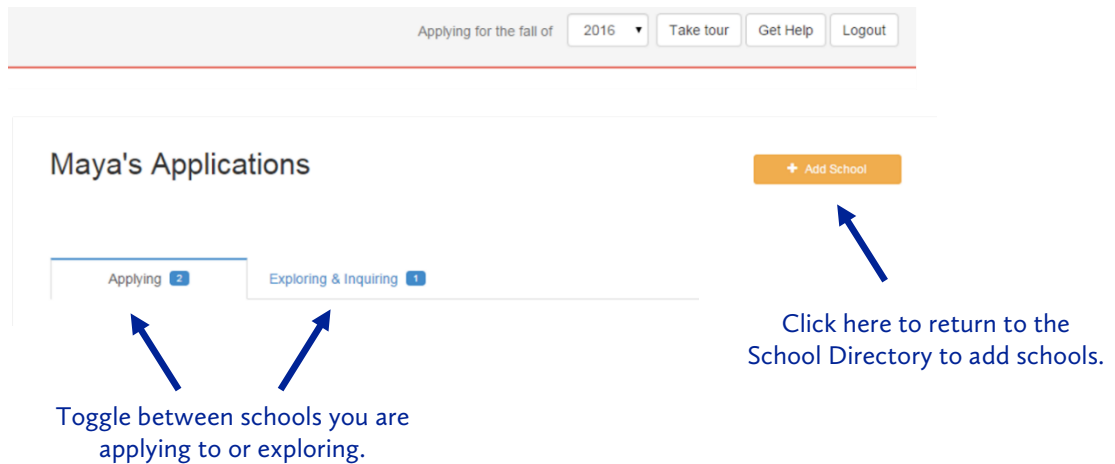 Applying for the fall of 2016 Take tour Get Help Logout
Maya's Applications
+ Add School
Applying 2 Exploring & Inquiring 1
Click here to return to the
School Directory to add schools.
Toggle between schools you are
applying to or exploring.